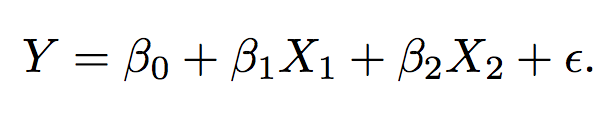 Y = β₀ + β₁X₁ + β₂X₂ + ϵ.